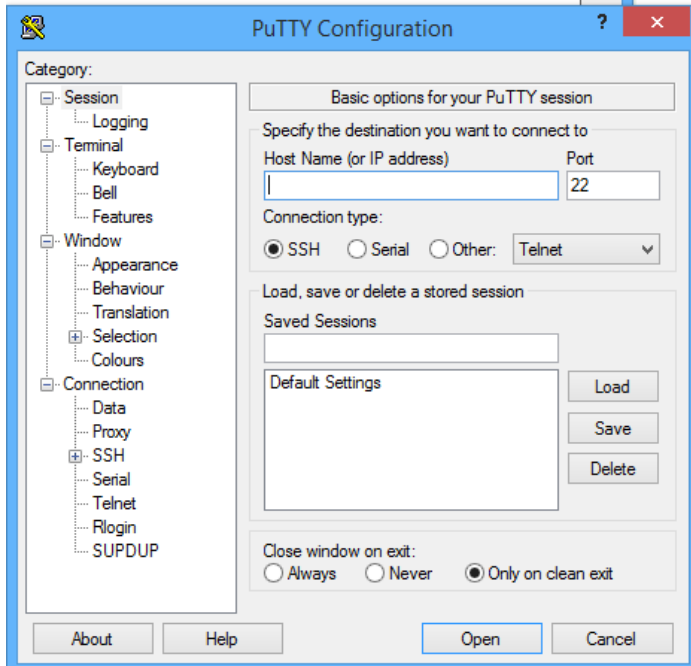 PuTTY Configuration ? ×
Category:
Session
Logging
Terminal
Keyboard
Bell
Features
Window
Appearance
Behaviour
Translation
Selection
Colours
Connection
Data
Proxy
SSH
Serial
Telnet
Rlogin
SUPDUP
Basic options for your PuTTY session
Specify the destination you want to connect to
Host Name (or IP address) Port
22
Connection type:
SSH Serial Other: Telnet
Load, save or delete a stored session
Saved Sessions
Default Settings
Load
Save
Delete
Close window on exit:
Always Never Only on clean exit
About Help Open Cancel